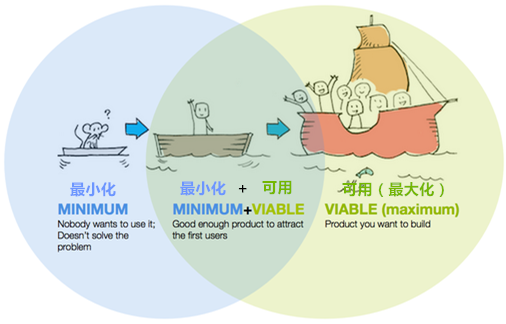 ?
最小化
MINIMUM
Nobody wants to use it;
Doesn't solve the
problem
最小化 + 可用
MINIMUM+VIABLE
Good enough product to attract
the first users
可用（最大化）
VIABLE (maximum)
Product you want to build